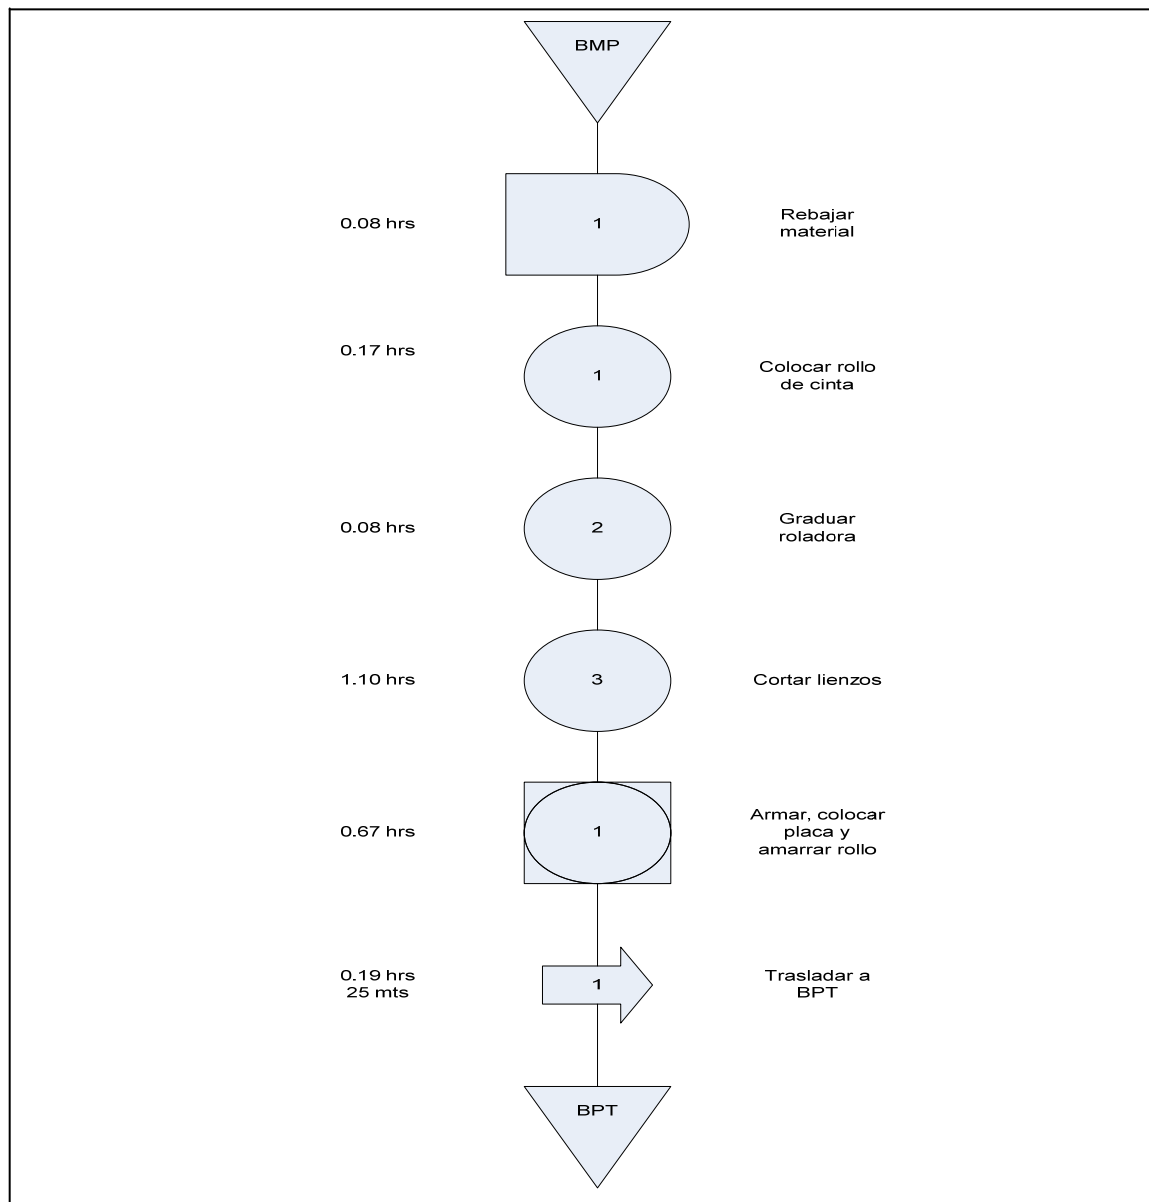 BMP
0.08 hrs
1
Rebajar
material
0.17 hrs
1
Colocar rollo
de cinta
0.08 hrs
2
Graduar
roladora
1.10 hrs
3
Cortar lienzos
0.67 hrs
1
Armar, colocar
placa y
amarrar rollo
0.19 hrs
25 mts
1
Trasladar a
BPT
BPT